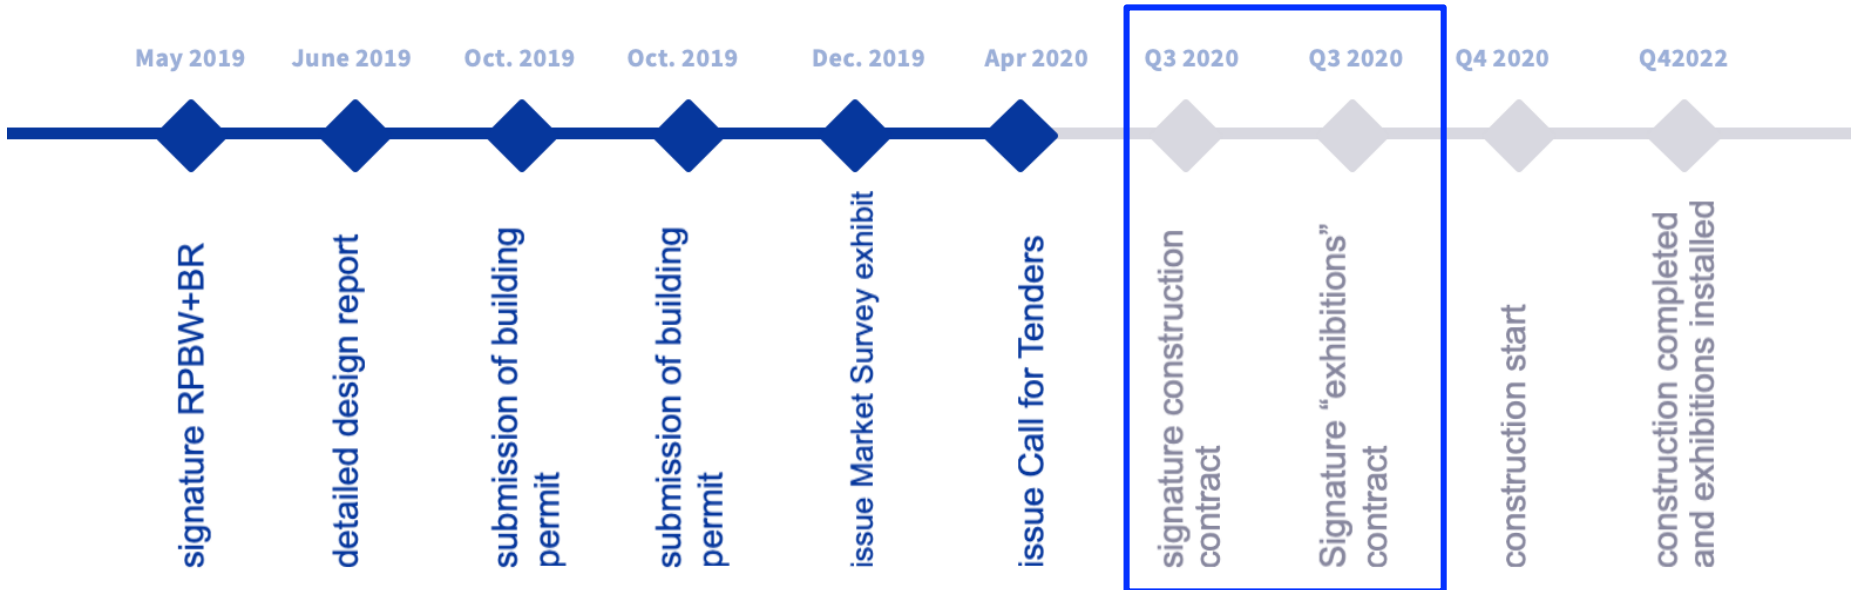 May 2019
June 2019
Oct. 2019
Oct. 2019
Dec. 2019
Apr 2020
Q3 2020
Q3 2020
Q4 2020
Q42022
signature RPBW+BR
detailed design report
submission of building
permit
submission of building
permit
issue Market Survey exhibit
issue Call for Tenders
signature construction
contract
Signature “exhibitions”
contract
construction start
construction completed
and exhibitions installed